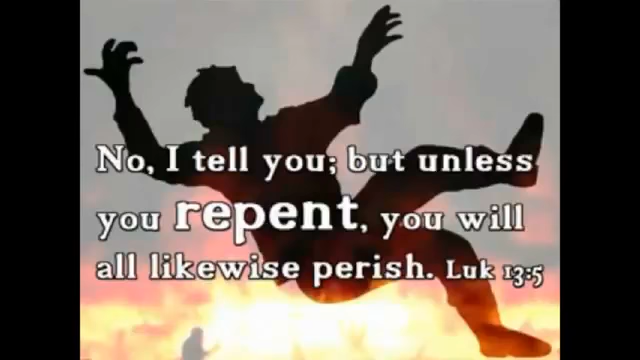 No, I tell you; but unless
you repent, you will
all likewise perish. Luk 13:5